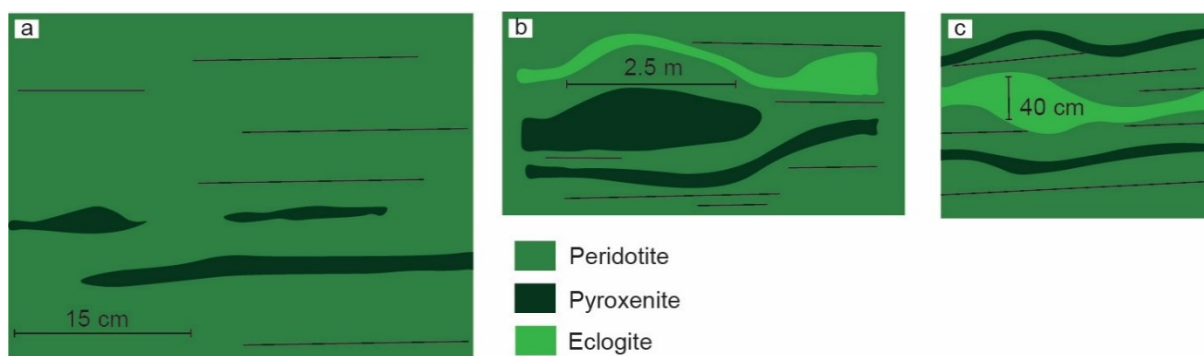 a
15 cm
b
2.5 m
c
40 cm
Peridotite
Pyroxenite
Eclogite